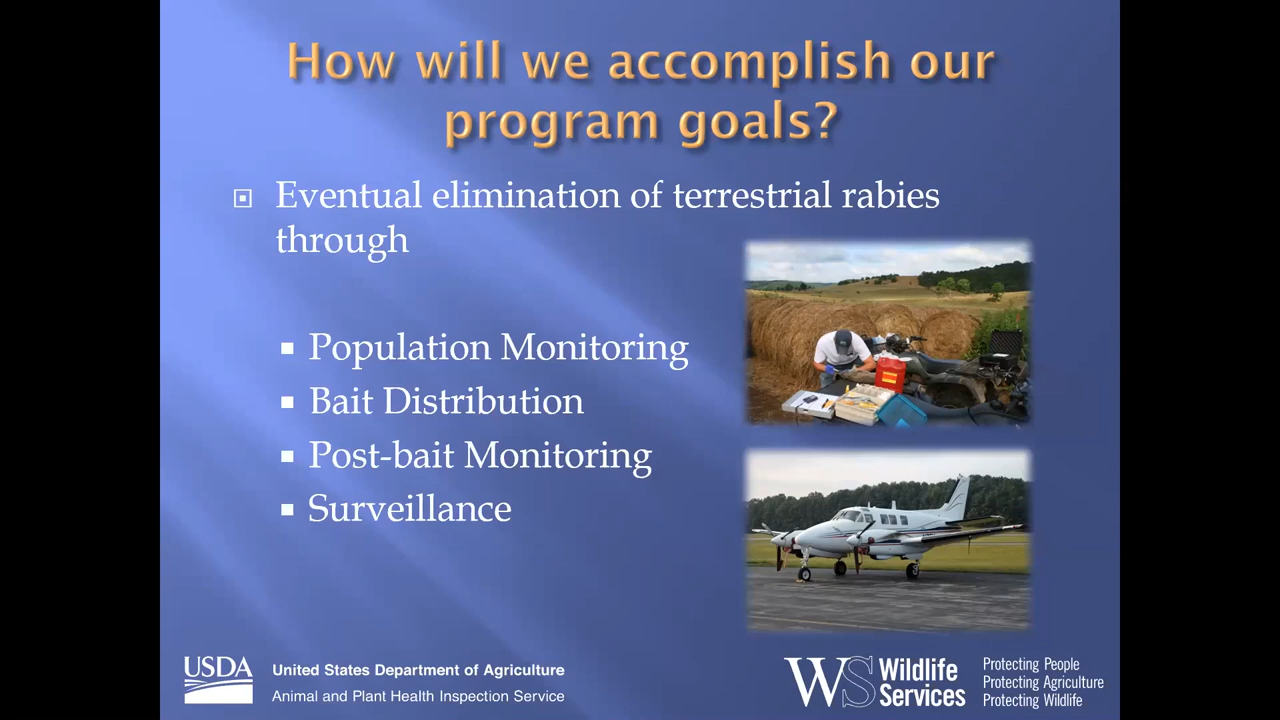 How will we accomplish our
program goals?
Eventual elimination of terrestrial rabies
through
Population Monitoring
Bait Distribution
Post-bait Monitoring
Surveillance
USDA
United States Department of Agriculture
Animal and Plant Health Inspection Service
WS Wildlife
Services
Protecting People
Protecting Agriculture
Protecting Wildlife